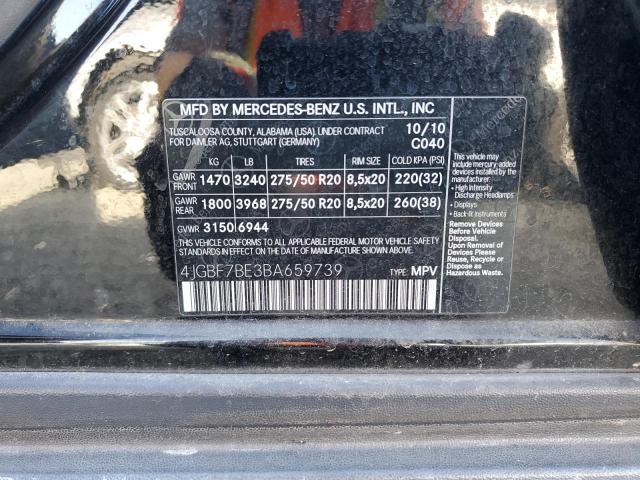 MFD BY MERCEDES-BENZ U.S. INTL., INC
TUSCALOOSA COUNTY, ALABAMA (USA), UNDER CONTRACT 10/10
FOR DAIMLER AG, STUTTGART (GERMANY) C040
KG LB TIRES RIM SIZE COLD KPA (PSI)
GAWR FRONT 1470 3240 275/50 R20 8,5x20 220(32)
GAWR REAR 1800 3968 275/50 R20 8,5x20 260(38)
GVWR 3150 6944
THIS VEHICLE CONFORMS TO ALL APPLICABLE FEDERAL MOTOR VEHICLE SAFETY STANDARDS IN EFFECT ON THE DATE OF MANUFACTURE SHOWN ABOVE.
4JGBF7BE3BA659739 TYPE: MPV
This vehicle may
include mercury-added
devices installed by the
manufacturer:
• High Intensity
Discharge Headlamps
• Displays
• Back-lit Instruments
Remove Devices
Before Vehicle
Disposal.
Upon Removal of
Devices Please
Reuse, Recycle or
Dispose as
Hazardous Waste.